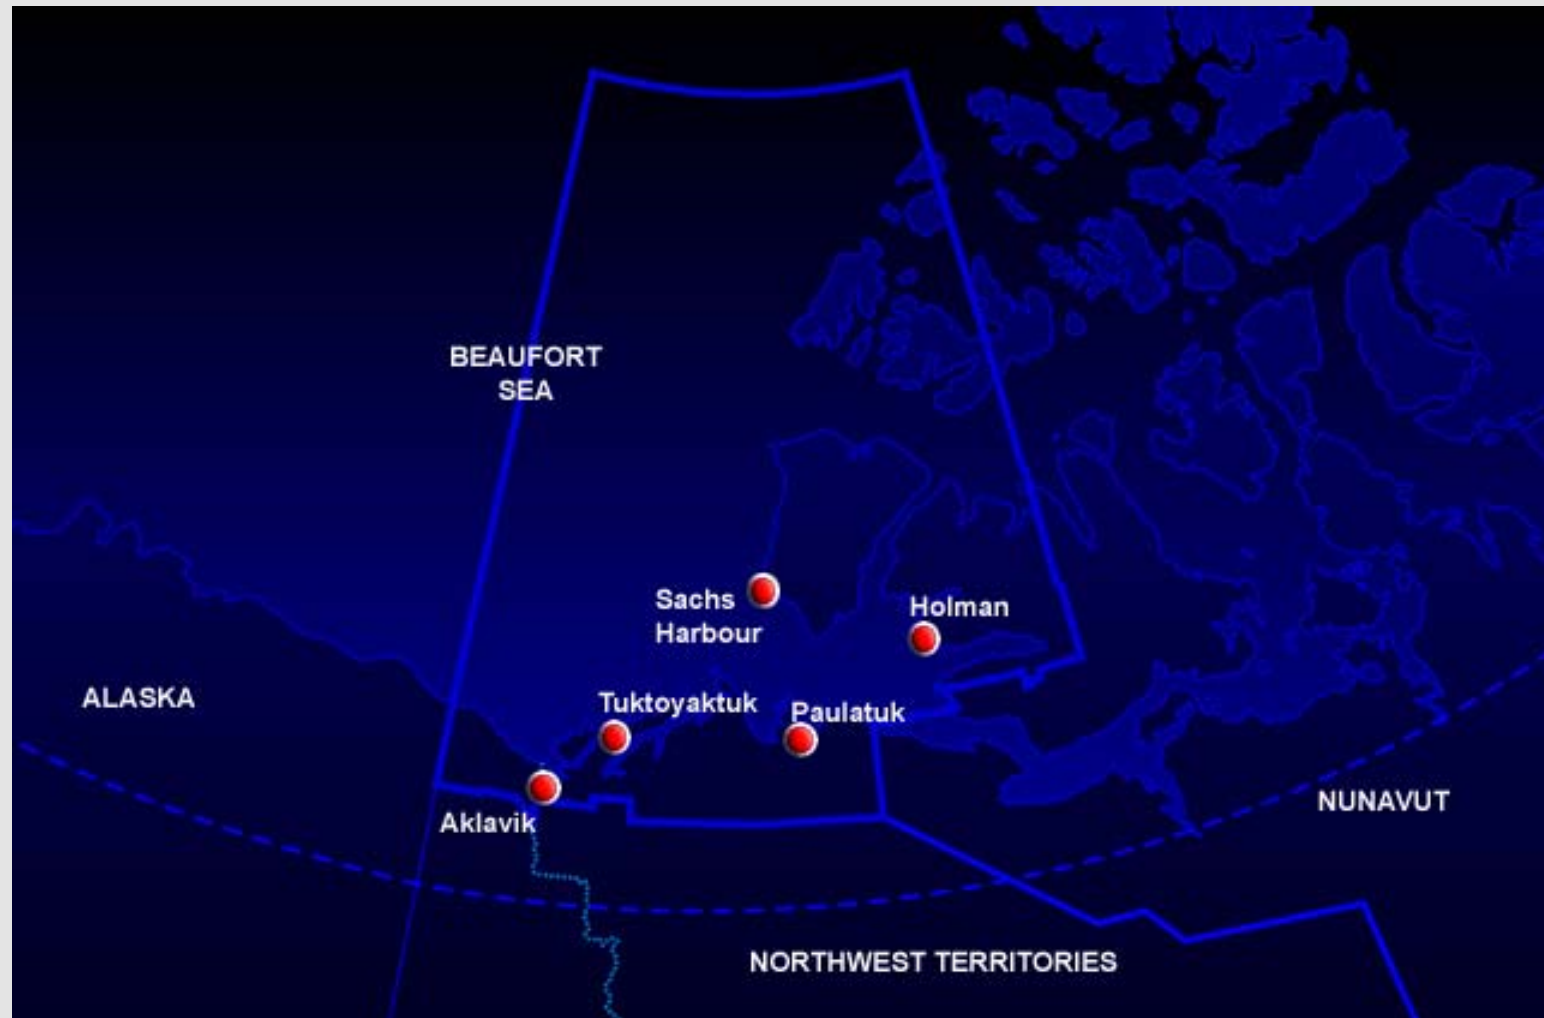 BEAUFORT
SEA
Sachs
Harbour
Holman
ALASKA
Tuktoyaktuk
Paulatuk
Aklavik
NUNAVUT
NORTHWEST TERRITORIES